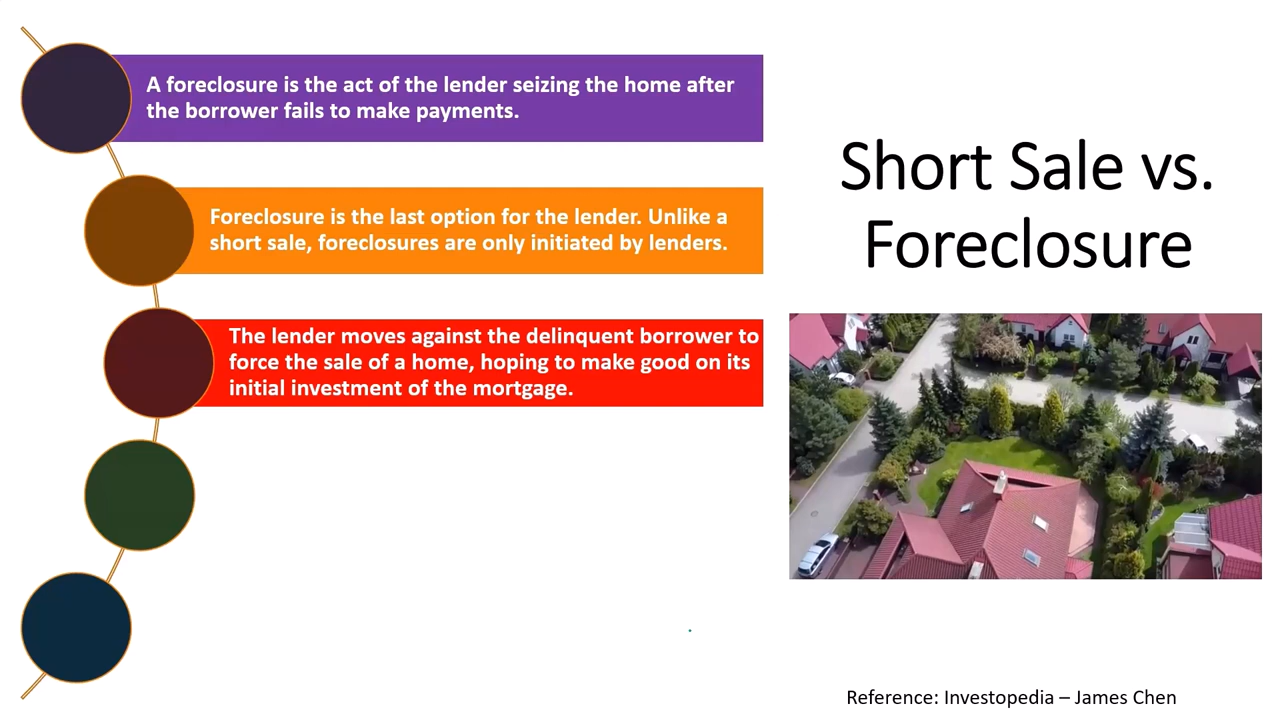 A foreclosure is the act of the lender seizing the home after
the borrower fails to make payments.
Foreclosure is the last option for the lender. Unlike a
short sale, foreclosures are only initiated by lenders.
The lender moves against the delinquent borrower to
force the sale of a home, hoping to make good on its
initial investment of the mortgage.
Short Sale vs.
Foreclosure
Reference: Investopedia – James Chen